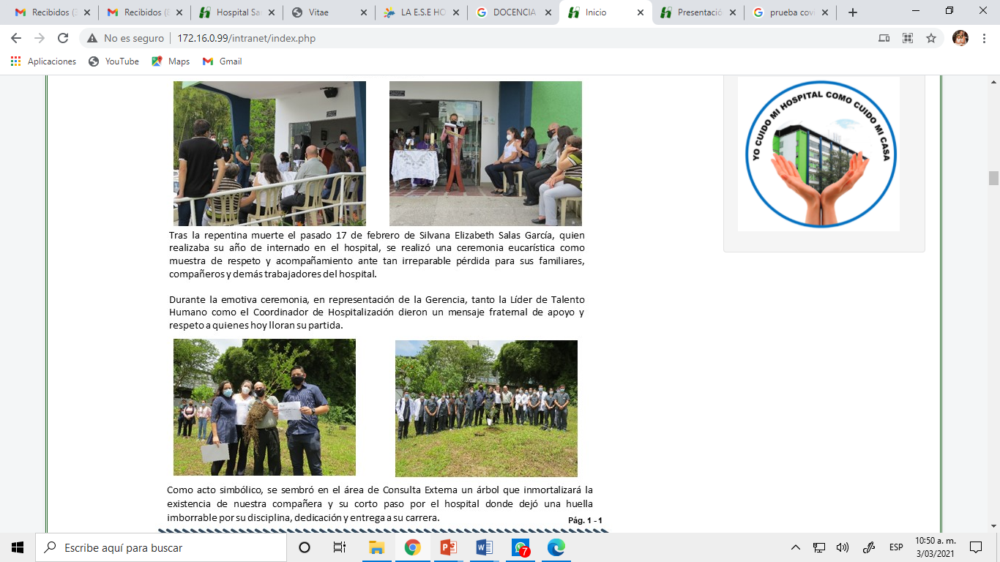 Recibidos (3
Recibidos (6
Hospital Sar
Vitae
LA E.S.E HO
DOCENCIA
Inicio
Presentació
prueba covi
No es seguro
172.16.0.99/intranet/index.php
Aplicaciones
YouTube
Maps
Gmail
YO CUIDO MI HOSPITAL COMO CUIDO MI CASA
Tras la repentina muerte el pasado 17 de febrero de Silvana Elizabeth Salas García, quien
realizaba su año de internado en el hospital, se realizó una ceremonia eucarística como
muestra de respeto y acompañamiento ante tan irreparable pérdida para sus familiares,
compañeros y demás trabajadores del hospital.
Durante la emotiva ceremonia, en representación de la Gerencia, tanto la Líder de Talento
Humano como el Coordinador de Hospitalización dieron un mensaje fraternal de apoyo y
respeto a quienes hoy lloran su partida.
Como acto simbólico, se sembró en el área de Consulta Externa un árbol que inmortalizará la
existencia de nuestra compañera y su corto paso por el hospital donde dejó una huella
imborrable por su disciplina, dedicación y entrega a su carrera.
Pág. 1 - 1
Escribe aquí para buscar
7
ESP
10:50 a. m.
3/03/2021